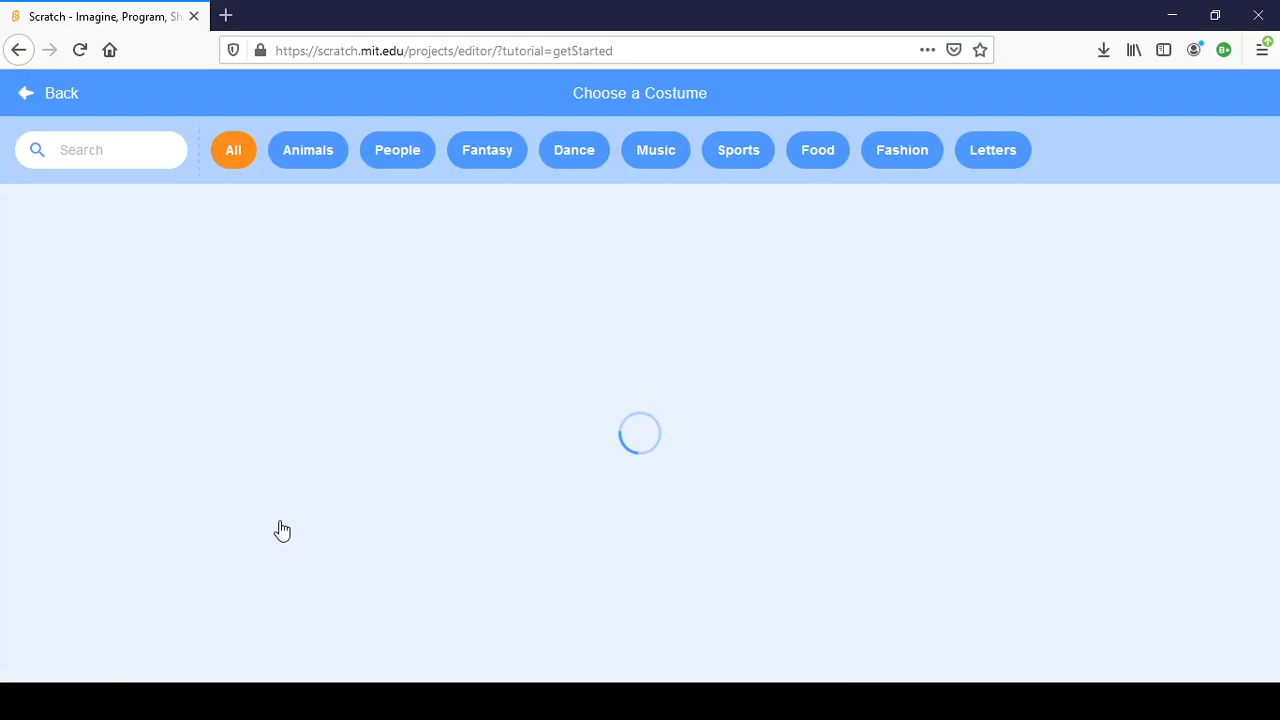 Scratch - Imagine, Program, Sh
https://scratch.mit.edu/projects/editor/?tutorial=getStarted
B+
Back
Choose a Costume
Search
All
Animals
People
Fantasy
Dance
Music
Sports
Food
Fashion
Letters